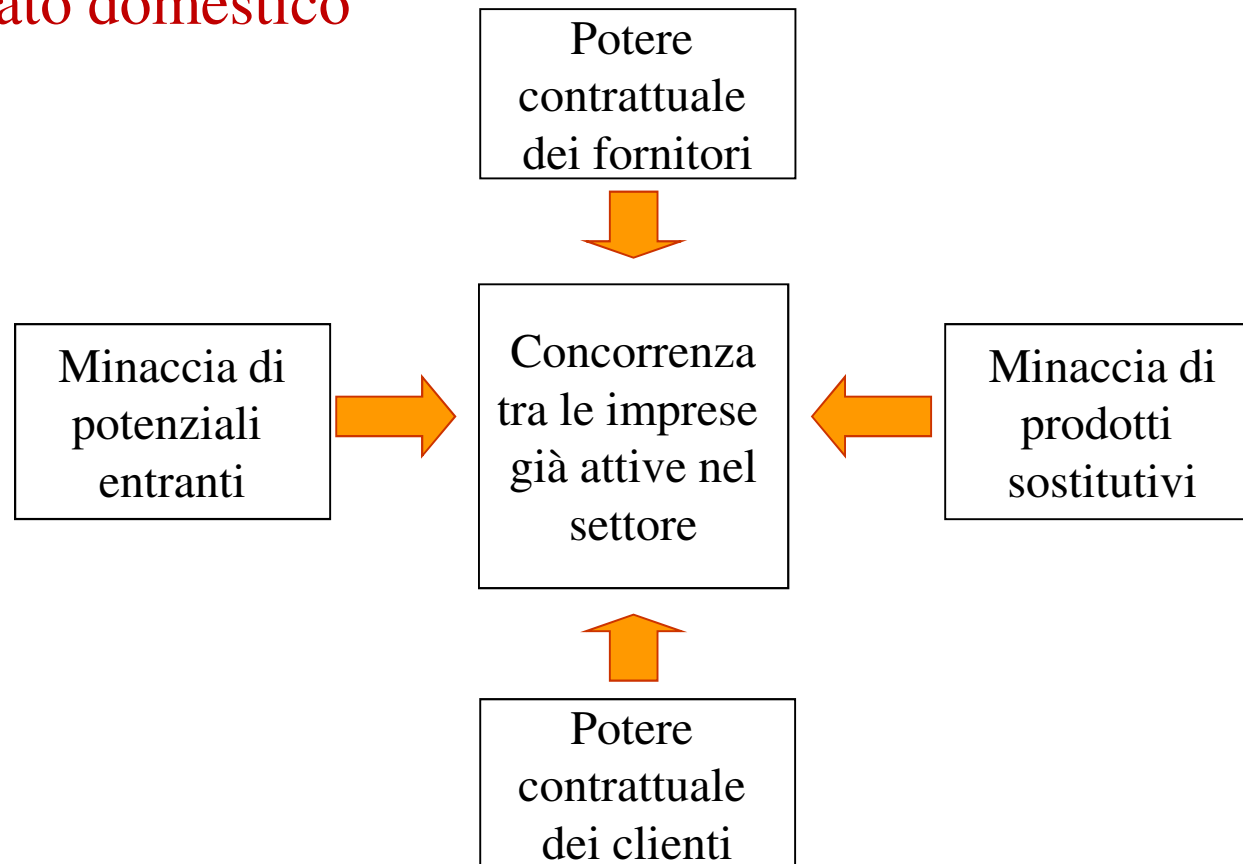 ato domestico
Potere
contrattuale
dei fornitori
Minaccia di
potenziali
entranti
Concorrenza
tra le imprese
già attive nel
settore
Minaccia di
prodotti
sostitutivi
Potere
contrattuale
dei clienti